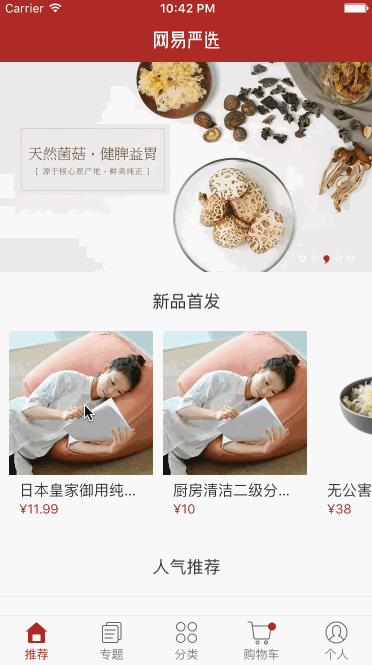 Carrier 10:42 PM
网易严选
天然菌菇，健脾益胃
[ 源于核心原产地·鲜美纯正 ]
新品首发
日本皇家御用纯... 厨房清洁二级分... 无公害
¥11.99 ¥10 ¥38
人气推荐
推荐 专题 分类 购物车 个人